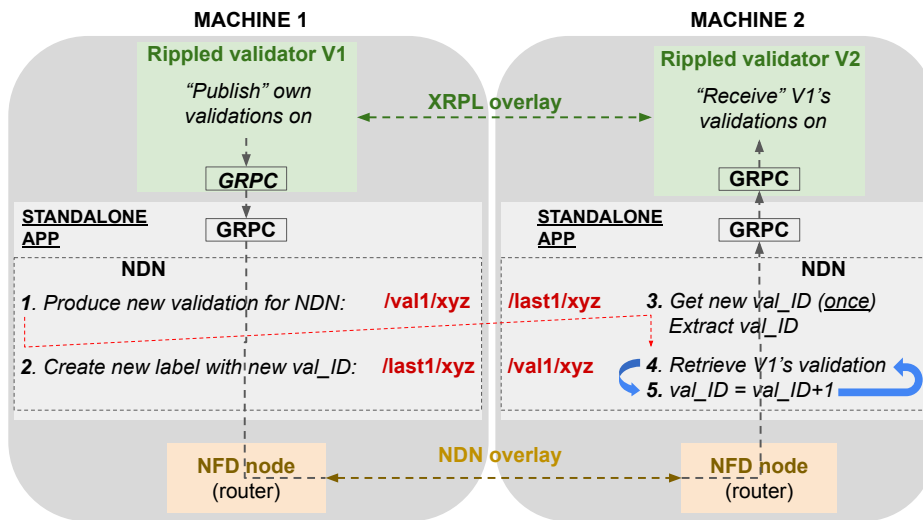 MACHINE 1
MACHINE 2
Rippled validator V1
“Publish” own
validations on
GRPC
XRPL overlay
Rippled validator V2
“Receive” V1’s
validations on
GRPC
STANDALONE
APP
GRPC
STANDALONE
APP
GRPC
NDN
1. Produce new validation for NDN: /val1/xyz
2. Create new label with new val_ID: /last1/xyz
NDN
/last1/xyz 3. Get new val_ID (once)
Extract val_ID
/val1/xyz 4. Retrieve V1’s validation
5. val_ID = val_ID+1
NFD node
(router)
NDN overlay
NFD node
(router)